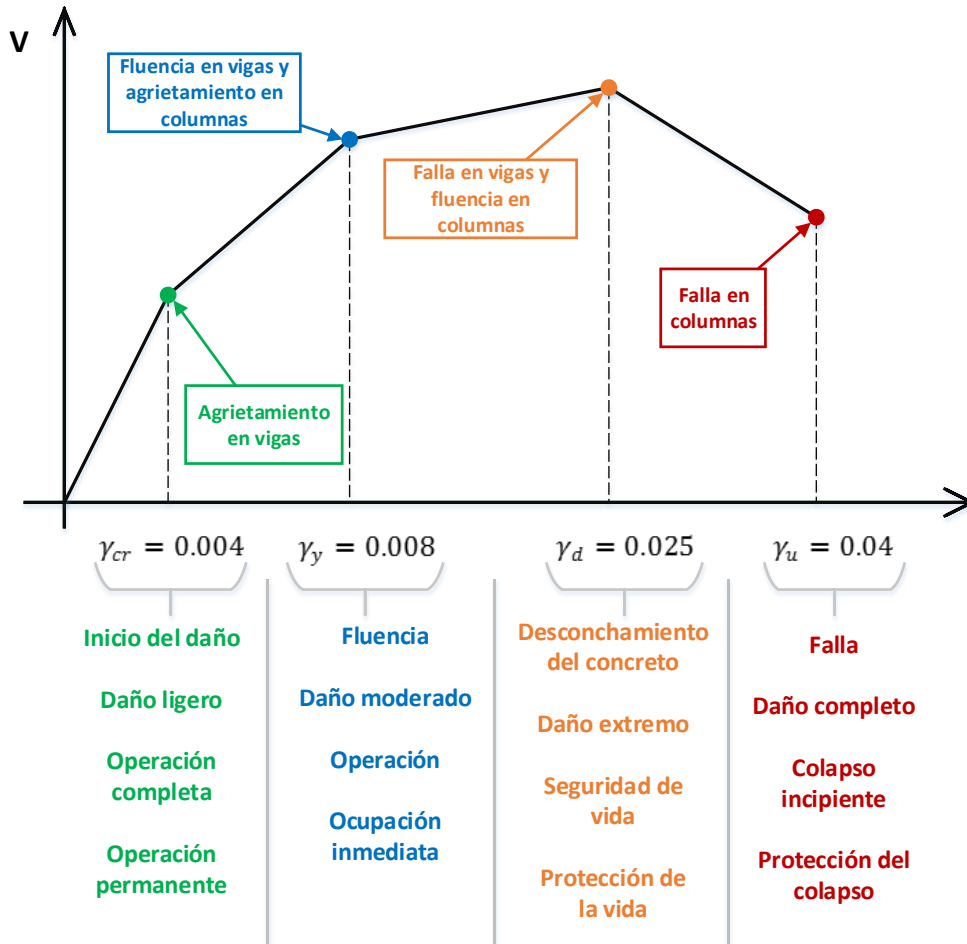 V
Fluencia en vigas y
agrietamiento en
columnas
Falla en vigas y
fluencia en
columnas
Falla en
columnas
Agrietamiento
en vigas
γcr = 0.004
γy = 0.008
γd = 0.025
γu = 0.04
Inicio del daño
Daño ligero
Operación
completa
Operación
permanente
Fluencia
Daño moderado
Operación
Ocupación
inmediata
Desconchamiento
del concreto
Daño extremo
Seguridad de
vida
Protección de
la vida
Falla
Daño completo
Colapso
incipiente
Protección del
colapso